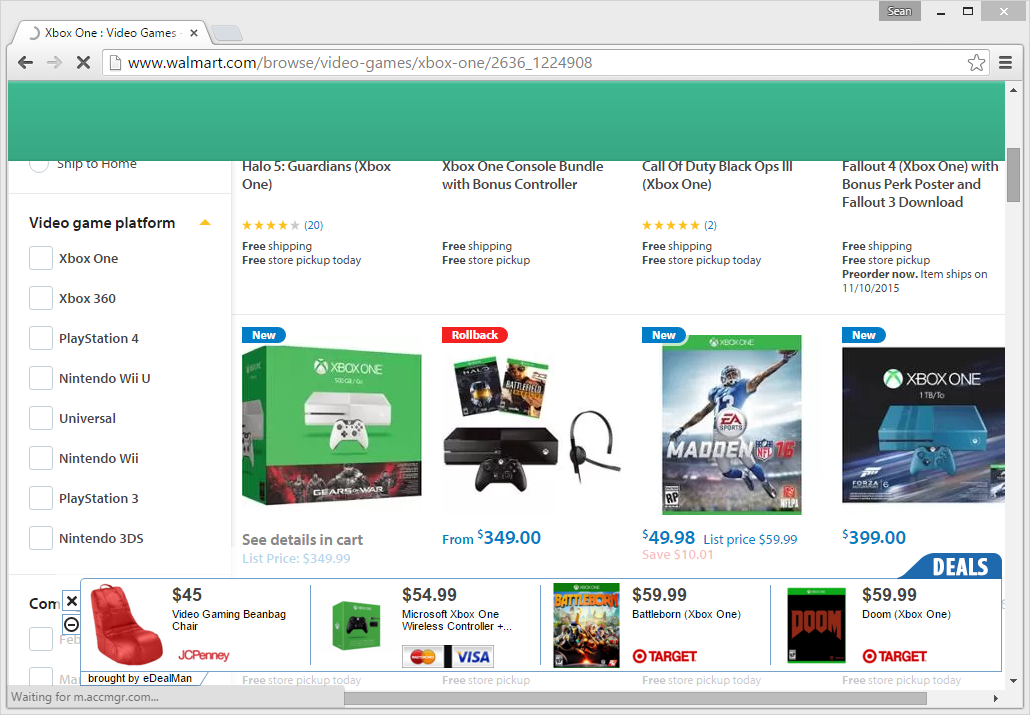 Sean
Xbox One : Video Games
www.walmart.com/browse/video-games/xbox-one/2636_1224908
Ship to Home
Video game platform
Xbox One
Xbox 360
PlayStation 4
Nintendo Wii U
Universal
Nintendo Wii
PlayStation 3
Nintendo 3DS
Com
Feb
Ma
Halo 5: Guardians (Xbox
One)
(20)
Free shipping
Free store pickup today
Xbox One Console Bundle
with Bonus Controller
Free shipping
Free store pickup
Call Of Duty Black Ops III
(Xbox One)
(2)
Free shipping
Free store pickup today
Fallout 4 (Xbox One) with
Bonus Perk Poster and
Fallout 3 Download
Free shipping
Free store pickup
Preorder now. Item ships on
11/10/2015
New
XBOX ONE
500 GB/Go
GEARS OF WAR
See details in cart
List Price: $349.99
Rollback
HALO
BATTLEFIELD
From $349.00
New
XBOX ONE
EA
SPORTS
MADDEN NFL 16
RP
NFLPA
$49.98 List price $59.99
Save $10.01
New
XBOX ONE
1 TB/To
FORZA 6
$399.00
DEALS
$45
Video Gaming Beanbag
Chair
JCPenney
$54.99
Microsoft Xbox One
Wireless Controller +...
MasterCard VISA
BATTLEBORN
$59.99
Battleborn (Xbox One)
TARGET
DOOM
$59.99
Doom (Xbox One)
TARGET
brought by eDealMan
Free store pickup today
Free store pickup
Free store pickup today
Free store pickup today
Waiting for m.accmgr.com...